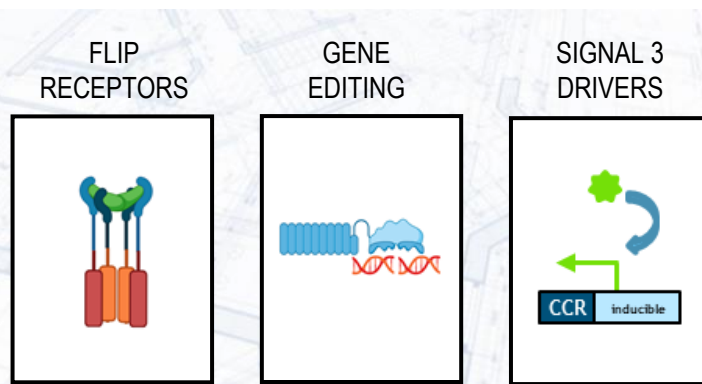 FLIP
RECEPTORS
GENE
EDITING
SIGNAL 3
DRIVERS
CCR inducible